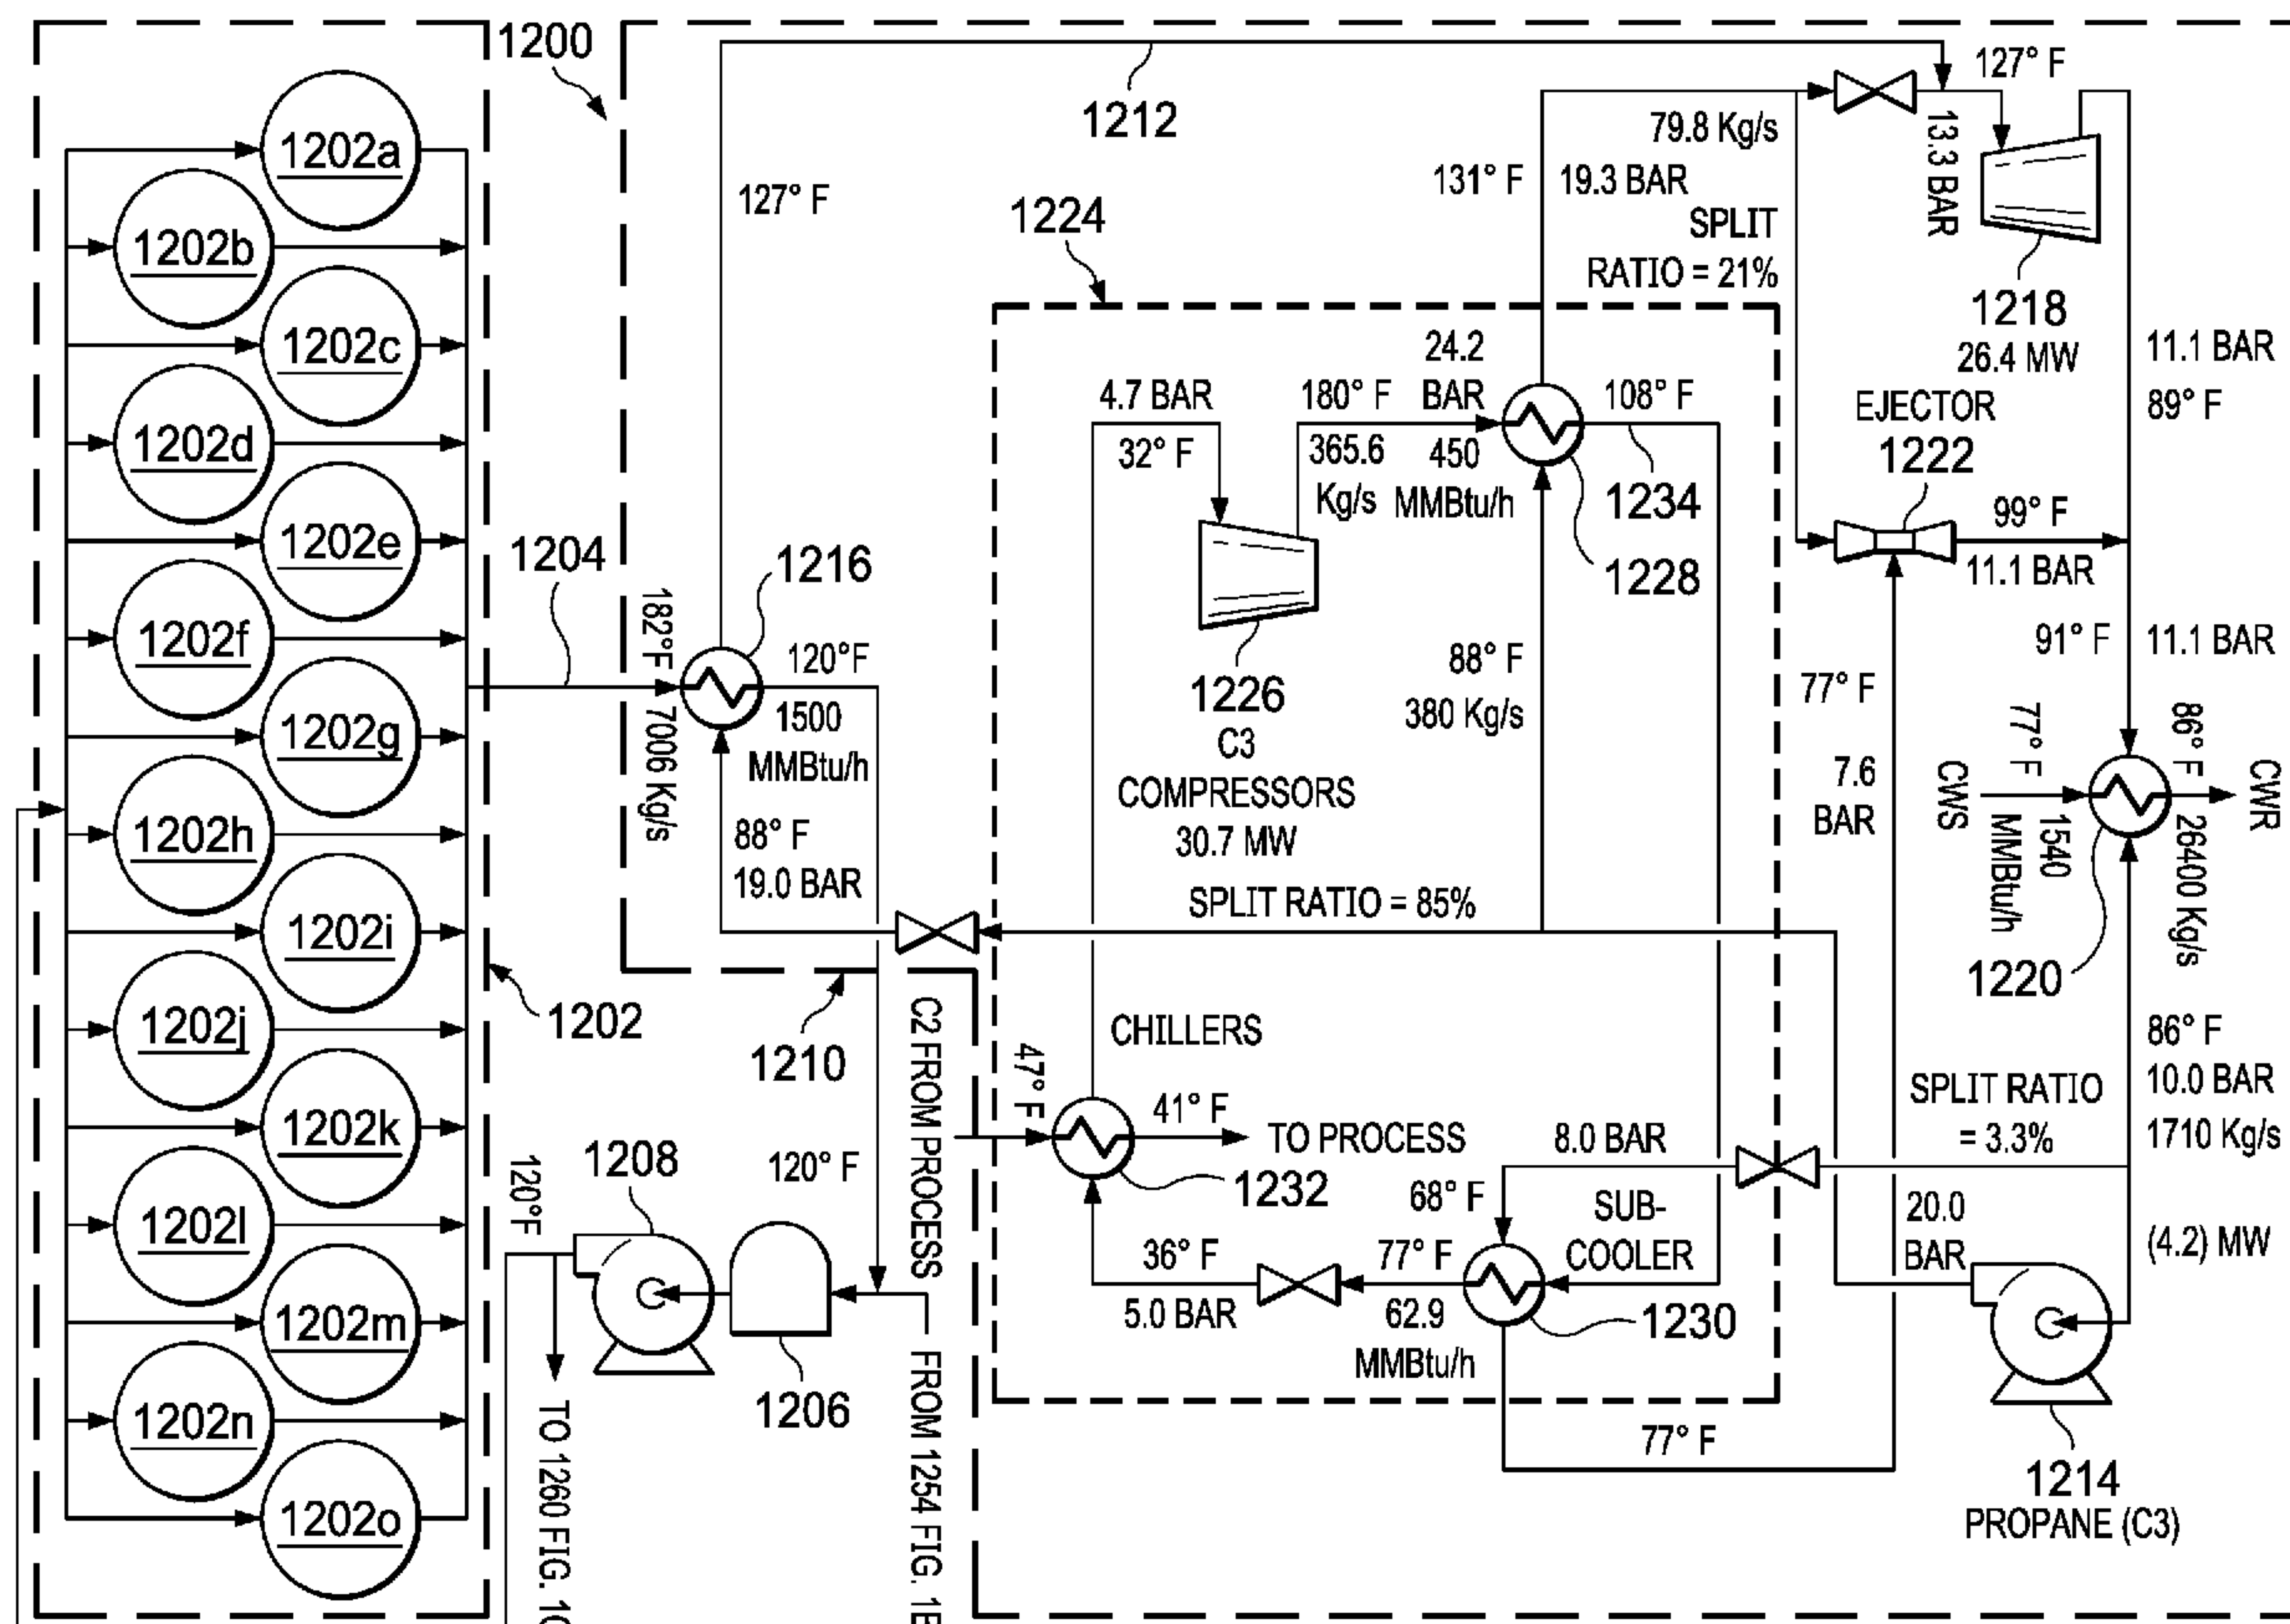 1200
1202a
1202b
1202c
1202d
1202e
1202f
1202g
1202h
1202i
1202j
1202k
1202l
1202m
1202n
1202o
1202
1204
182°F 7006 Kg/s
1216
120°F
1500
MMBtu/h
88° F
19.0 BAR
127° F
1212
1210
120° F
120°F
1208
1206
TO 1260 FIG.
C2 FROM PROCESS
FROM 1254 FIG.
1224
4.7 BAR
32° F
180° F
365.6
Kg/s
24.2
BAR
450
MMBtu/h
108° F
1234
1228
1226
C3
COMPRESSORS
30.7 MW
88° F
380 Kg/s
SPLIT RATIO = 85%
CHILLERS
47° F
41° F
TO PROCESS
1232
36° F
5.0 BAR
77° F
62.9
MMBtu/h
68° F
8.0 BAR
SUB-
COOLER
1230
77° F
131° F
19.3 BAR
79.8 Kg/s
SPLIT
RATIO = 21%
127° F
13.3 BAR
1218
26.4 MW
11.1 BAR
89° F
EJECTOR
1222
99° F
11.1 BAR
91° F
11.1 BAR
77° F
7.6
BAR
CWS
77° F
1540
MMBtu/h
86° F
26400 Kg/s
CWR
1220
86° F
10.0 BAR
1710 Kg/s
SPLIT RATIO
= 3.3%
20.0
BAR
(4.2) MW
1214
PROPANE (C3)